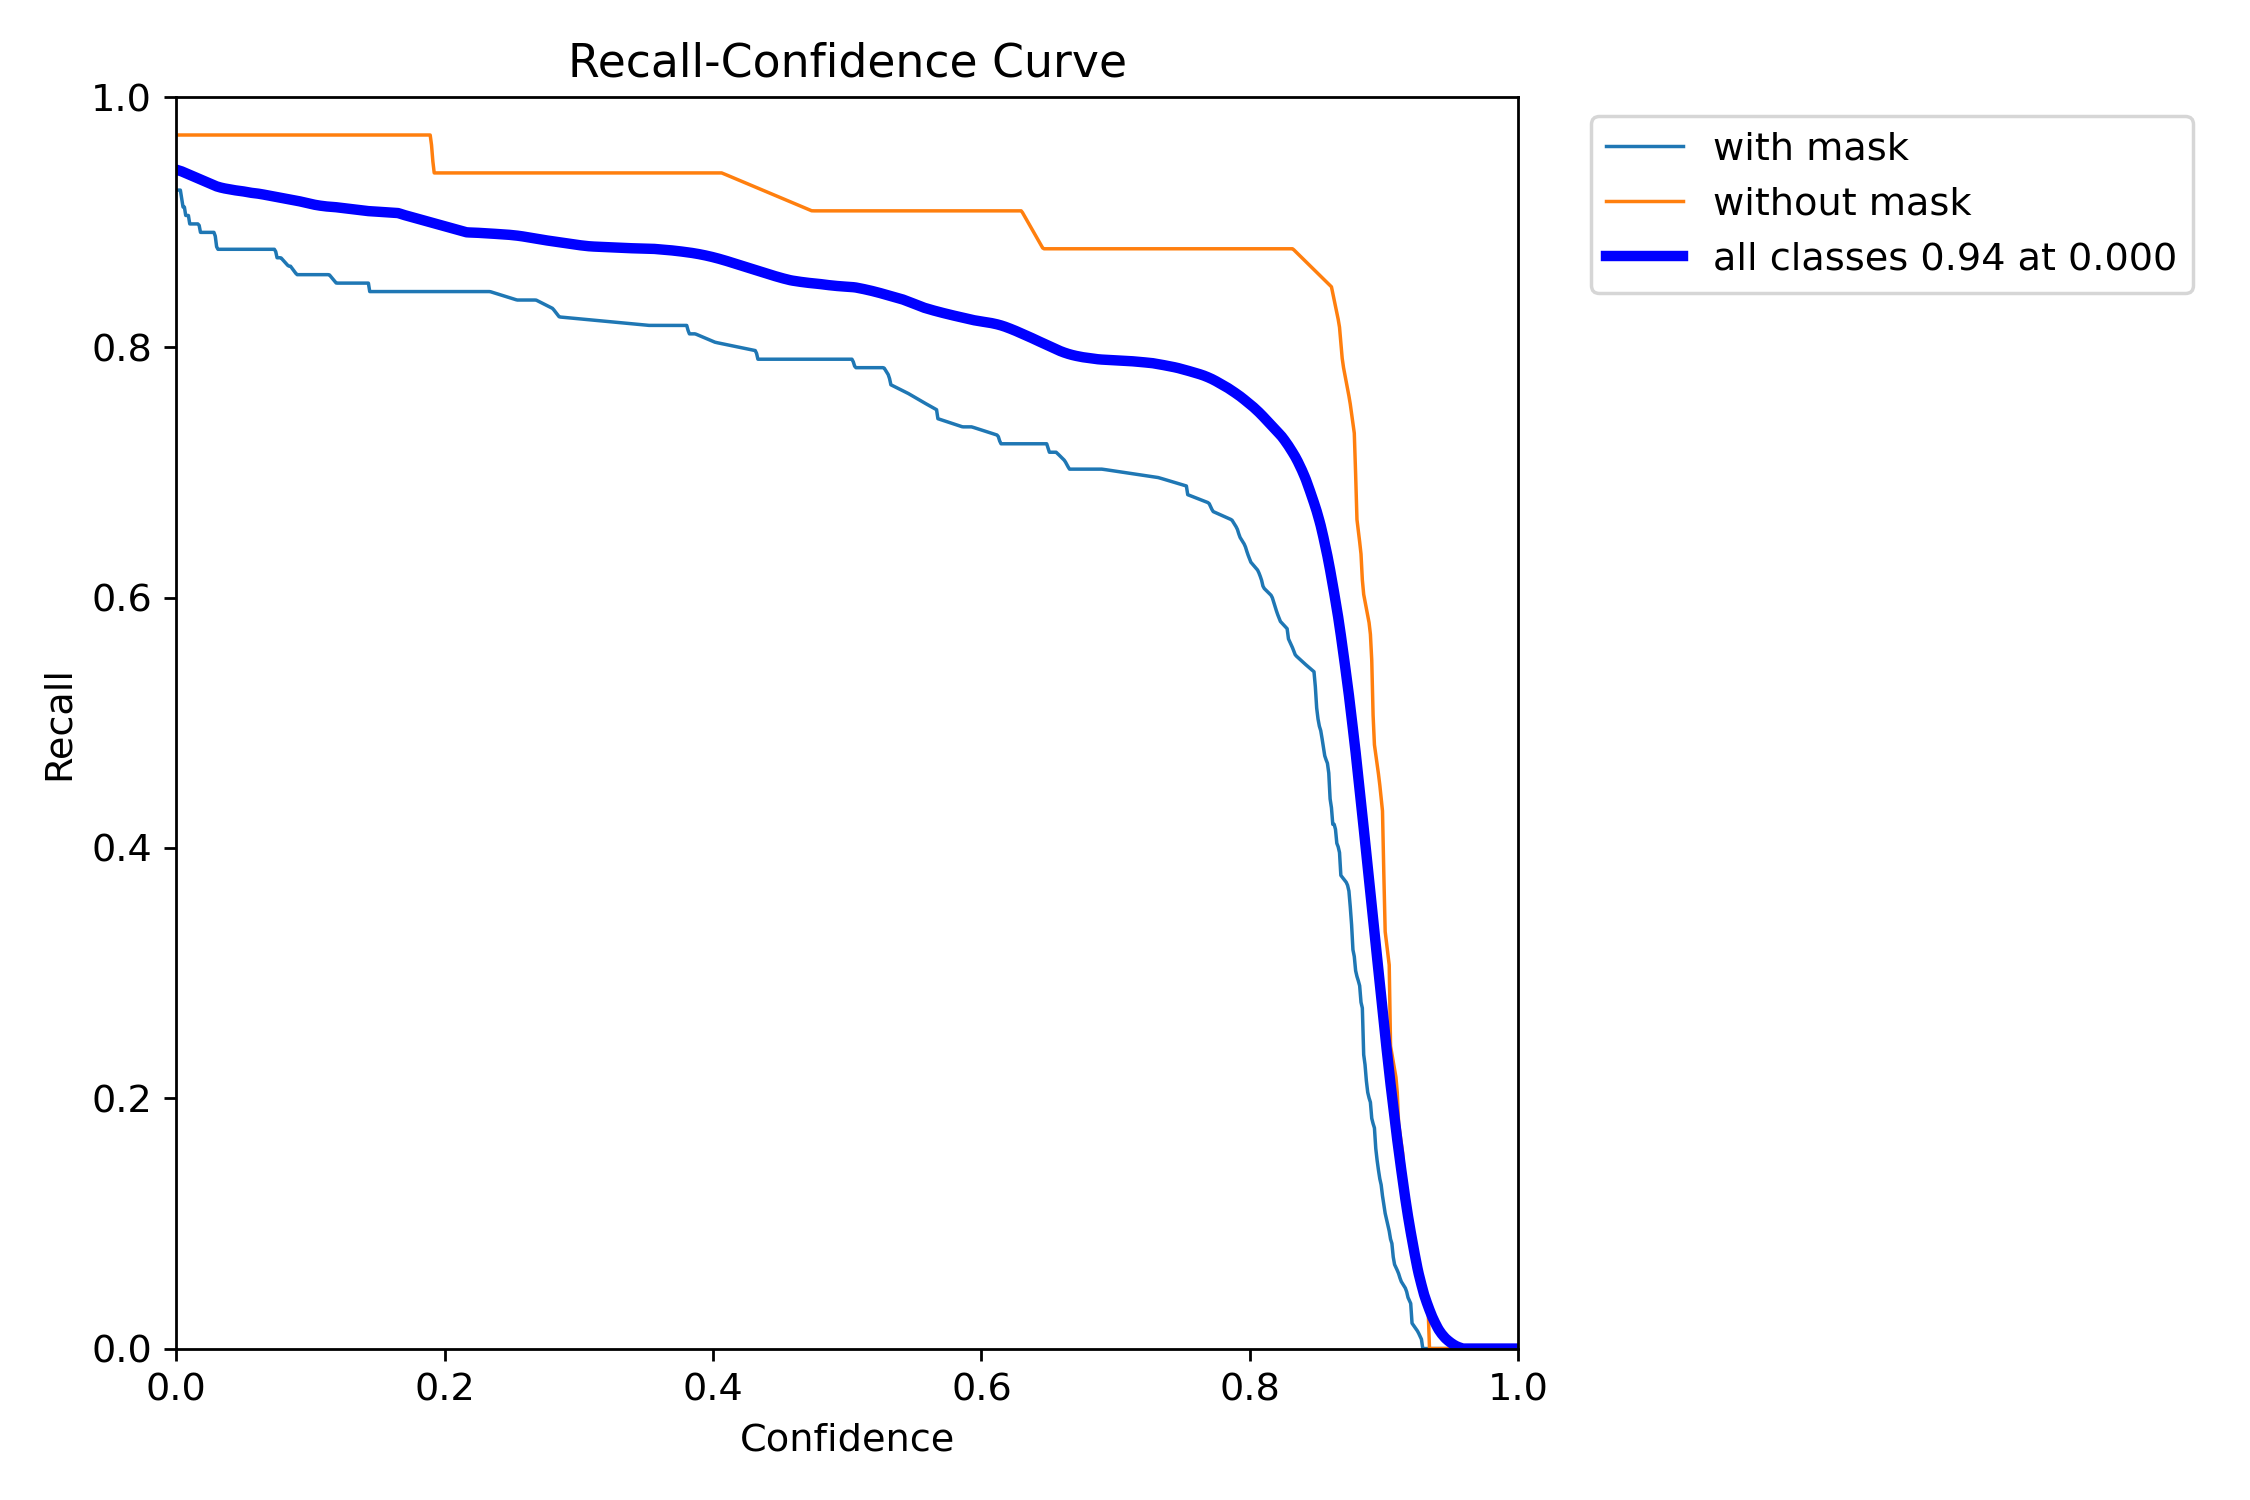 Recall-Confidence Curve
1.0
0.8
0.6
0.4
0.2
0.0
Recall
0.0 0.2 0.4 0.6 0.8 1.0
Confidence
with mask
without mask
all classes 0.94 at 0.000